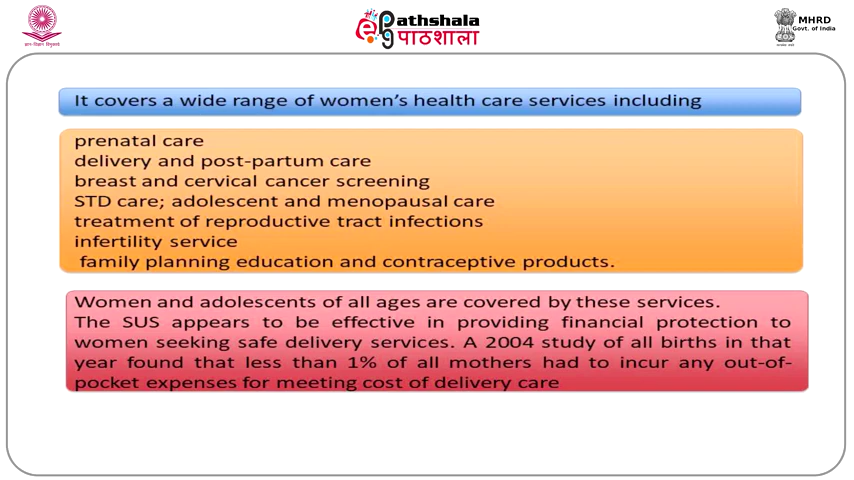 ePathshala
पाठशाला
MHRD
Govt. of India
It covers a wide range of women's health care services including
prenatal care
delivery and post-partum care
breast and cervical cancer screening
STD care; adolescent and menopausal care
treatment of reproductive tract infections
infertility service
family planning education and contraceptive products.
Women and adolescents of all ages are covered by these services.
The SUS appears to be effective in providing financial protection to
women seeking safe delivery services. A 2004 study of all births in that
year found that less than 1% of all mothers had to incur any out-of-
pocket expenses for meeting cost of delivery care